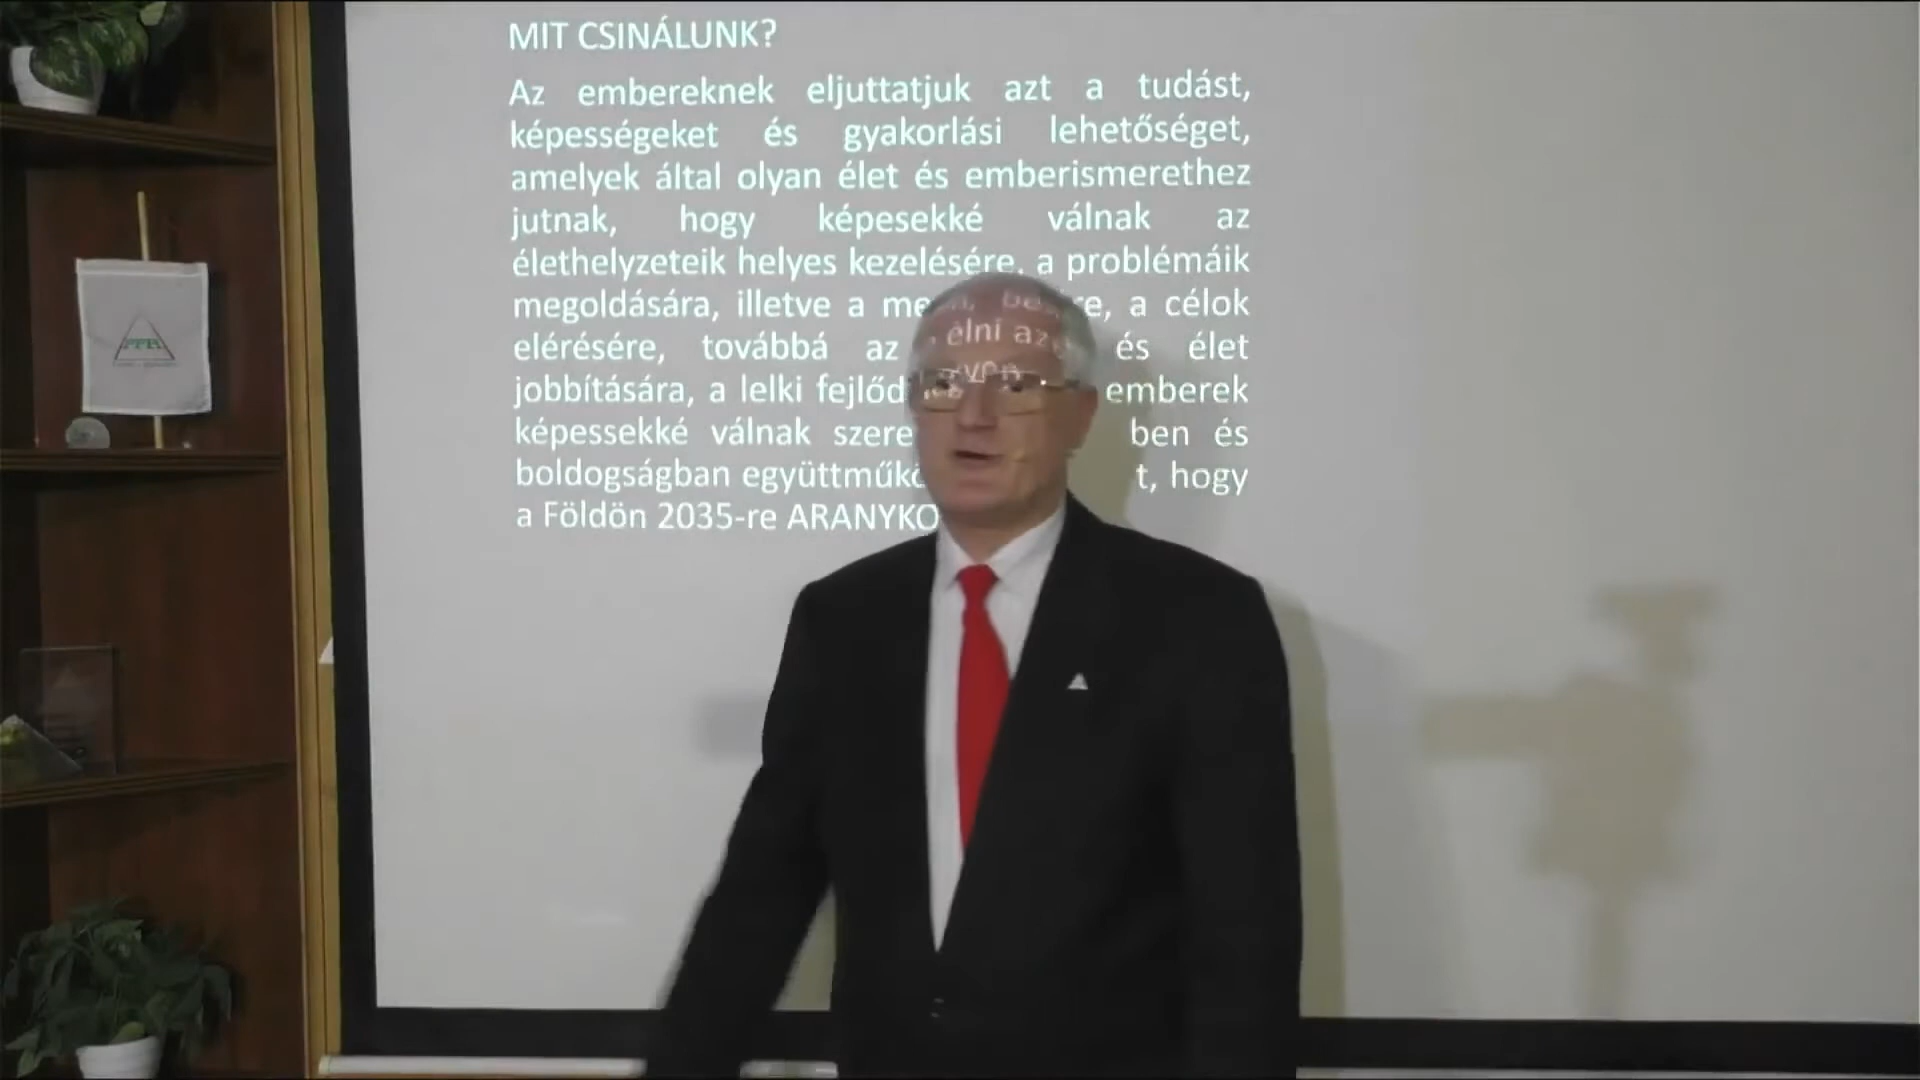 MIT CSINÁLUNK?
Az embereknek eljuttatjuk azt a tudást,
képességeket és gyakorlási lehetőséget,
amelyek által olyan élet és emberismerethez
jutnak, hogy képesekké válnak az
élethelyzeteik helyes kezelésére, a problémáik
megoldására, illetve a a célok
elérésére, továbbá az élni és élet
jobbítására, a lelki emberek
képessekké válnak és
boldogságban hogy
a Földön 2035-re